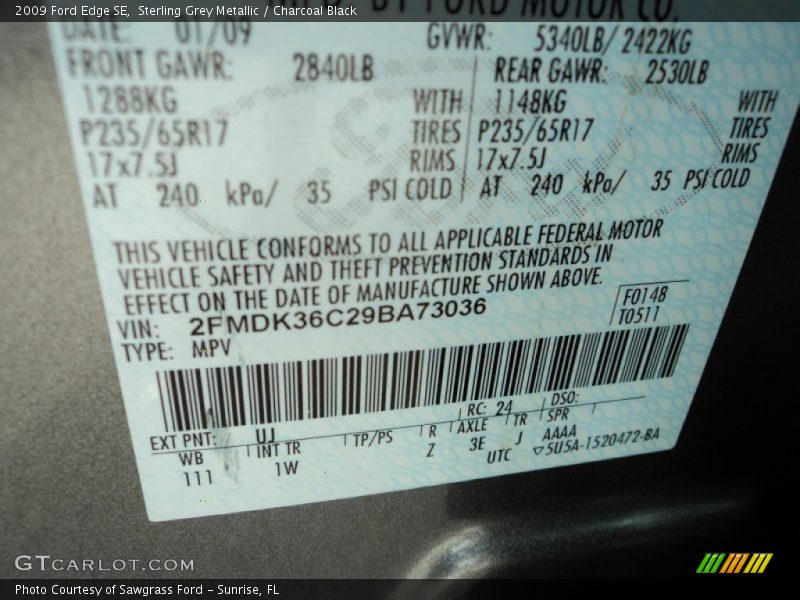 2009 Ford Edge SE, Sterling Grey Metallic / Charcoal Black
BY FORD MOTOR CO.
DATE: 01/09 GVWR: 5340LB/ 2422KG
FRONT GAWR: 2840LB REAR GAWR: 2530LB
1288KG WITH 1148KG WITH
P235/65R17 TIRES P235/65R17 TIRES
17x7.5J RIMS 17x7.5J RIMS
AT 240 kPa/ 35 PSI COLD AT 240 kPa/ 35 PSI COLD
THIS VEHICLE CONFORMS TO ALL APPLICABLE FEDERAL MOTOR
VEHICLE SAFETY AND THEFT PREVENTION STANDARDS IN
EFFECT ON THE DATE OF MANUFACTURE SHOWN ABOVE.
VIN: 2FMDK36C29BA73036 F0148
TYPE: MPV T0511
EXT PNT: UJ RC: 24 DSO:
WB INT TR TP/PS R AXLE TR SPR
111 1W Z 3E J AAAA
UTC ▽5U5A-1520472-BA
GTCARLOT.COM
Photo Courtesy of Sawgrass Ford - Sunrise, FL